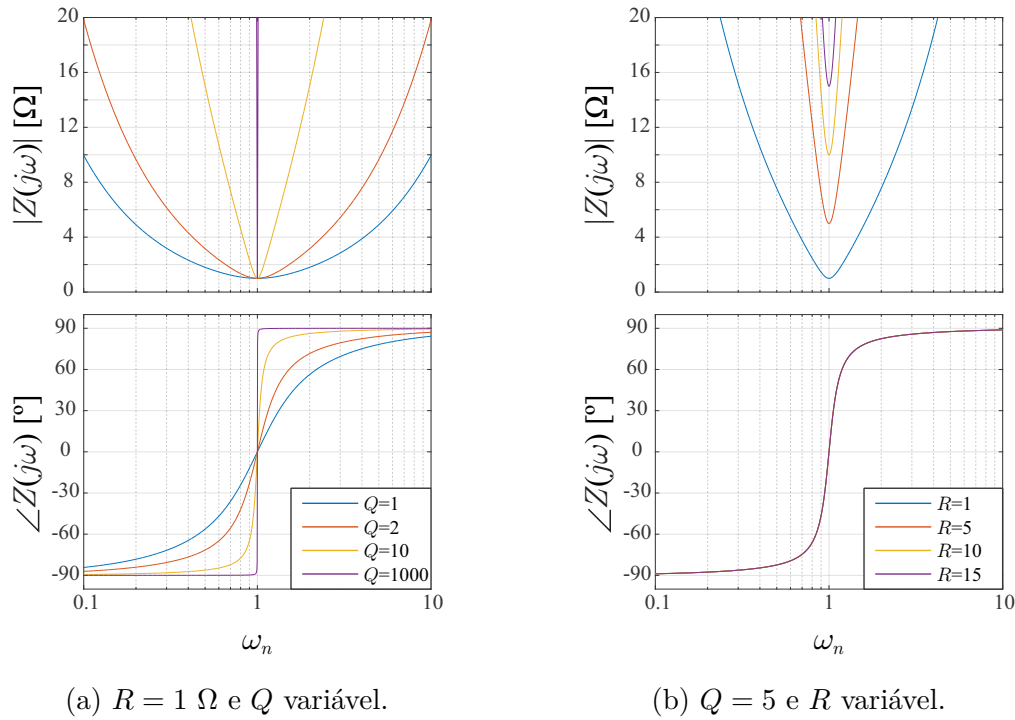 20
16
12
8
4
0
|Z(jω)| [Ω]
90
60
30
0
-30
-60
-90
∠Z(jω) [º]
Q=1
Q=2
Q=10
Q=1000
0.1 1 10
ωn
(a) R = 1 Ω e Q variável.
20
16
12
8
4
0
|Z(jω)| [Ω]
90
60
30
0
-30
-60
-90
∠Z(jω) [º]
R=1
R=5
R=10
R=15
0.1 1 10
ωn
(b) Q = 5 e R variável.